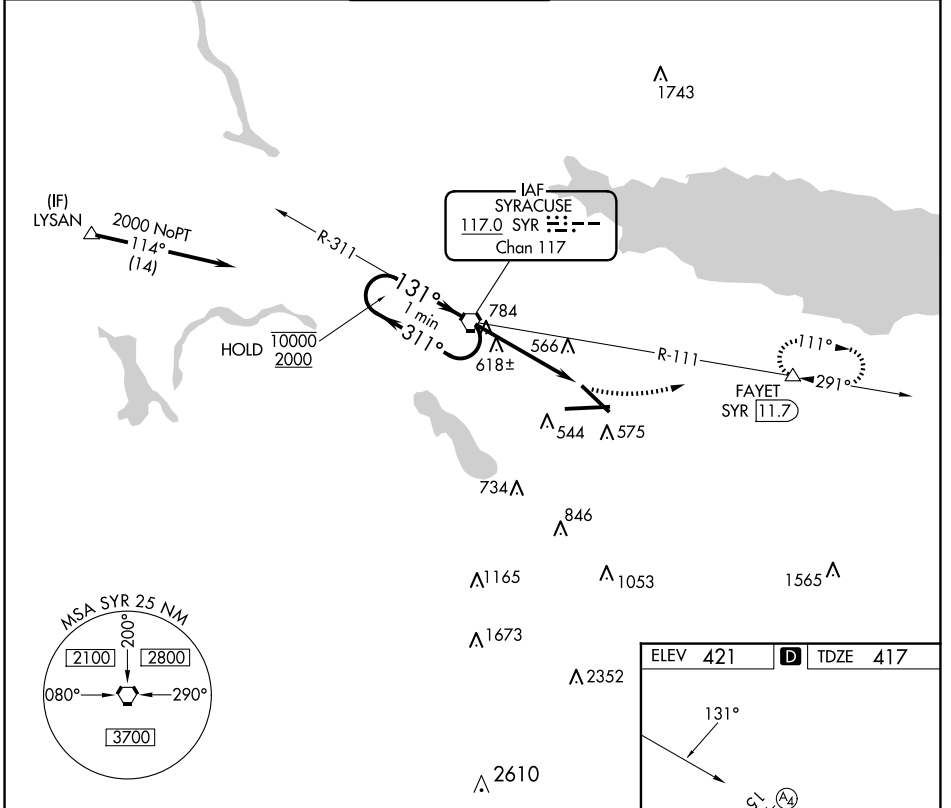 1743
(IF)
LYSAN
2000 NoPT
114°
(14)
R-311
IAF
SYRACUSE
117.0 SYR
Chan 117
131°
1 min
311°
HOLD 10000
2000
784
618±
566
R-111
111°
291°
FAYET
SYR 11.7
544
575
734
846
1165
1053
1565
1673
2352
2610
MSA SYR 25 NM
200°
2100
2800
080°
290°
3700
ELEV 421
D
TDZE 417
131°
15
A4